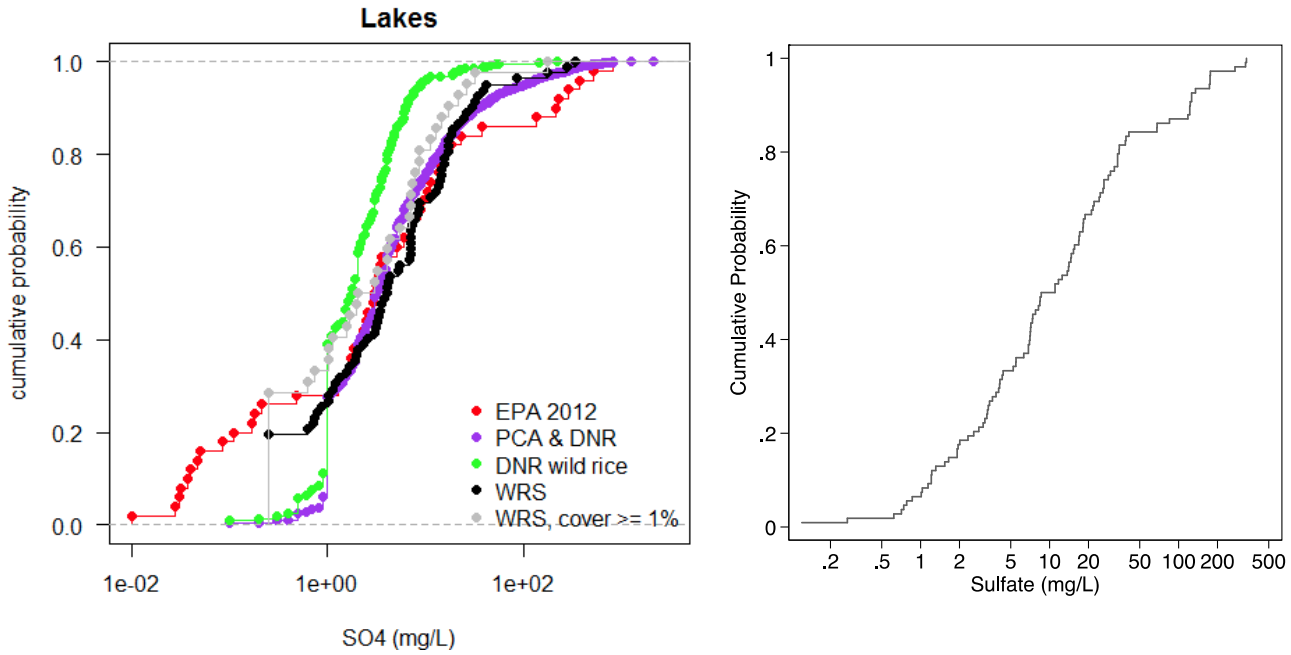 Lakes
cumulative probability
1.0
0.8
0.6
0.4
0.2
0.0
EPA 2012
PCA & DNR
DNR wild rice
WRS
WRS, cover >= 1%
1e-02
1e+00
1e+02
SO4 (mg/L)
Cumulative Probability
1
.8
.6
.4
.2
0
.2
.5
1
2
5
10
20
50
100
200
500
Sulfate (mg/L)